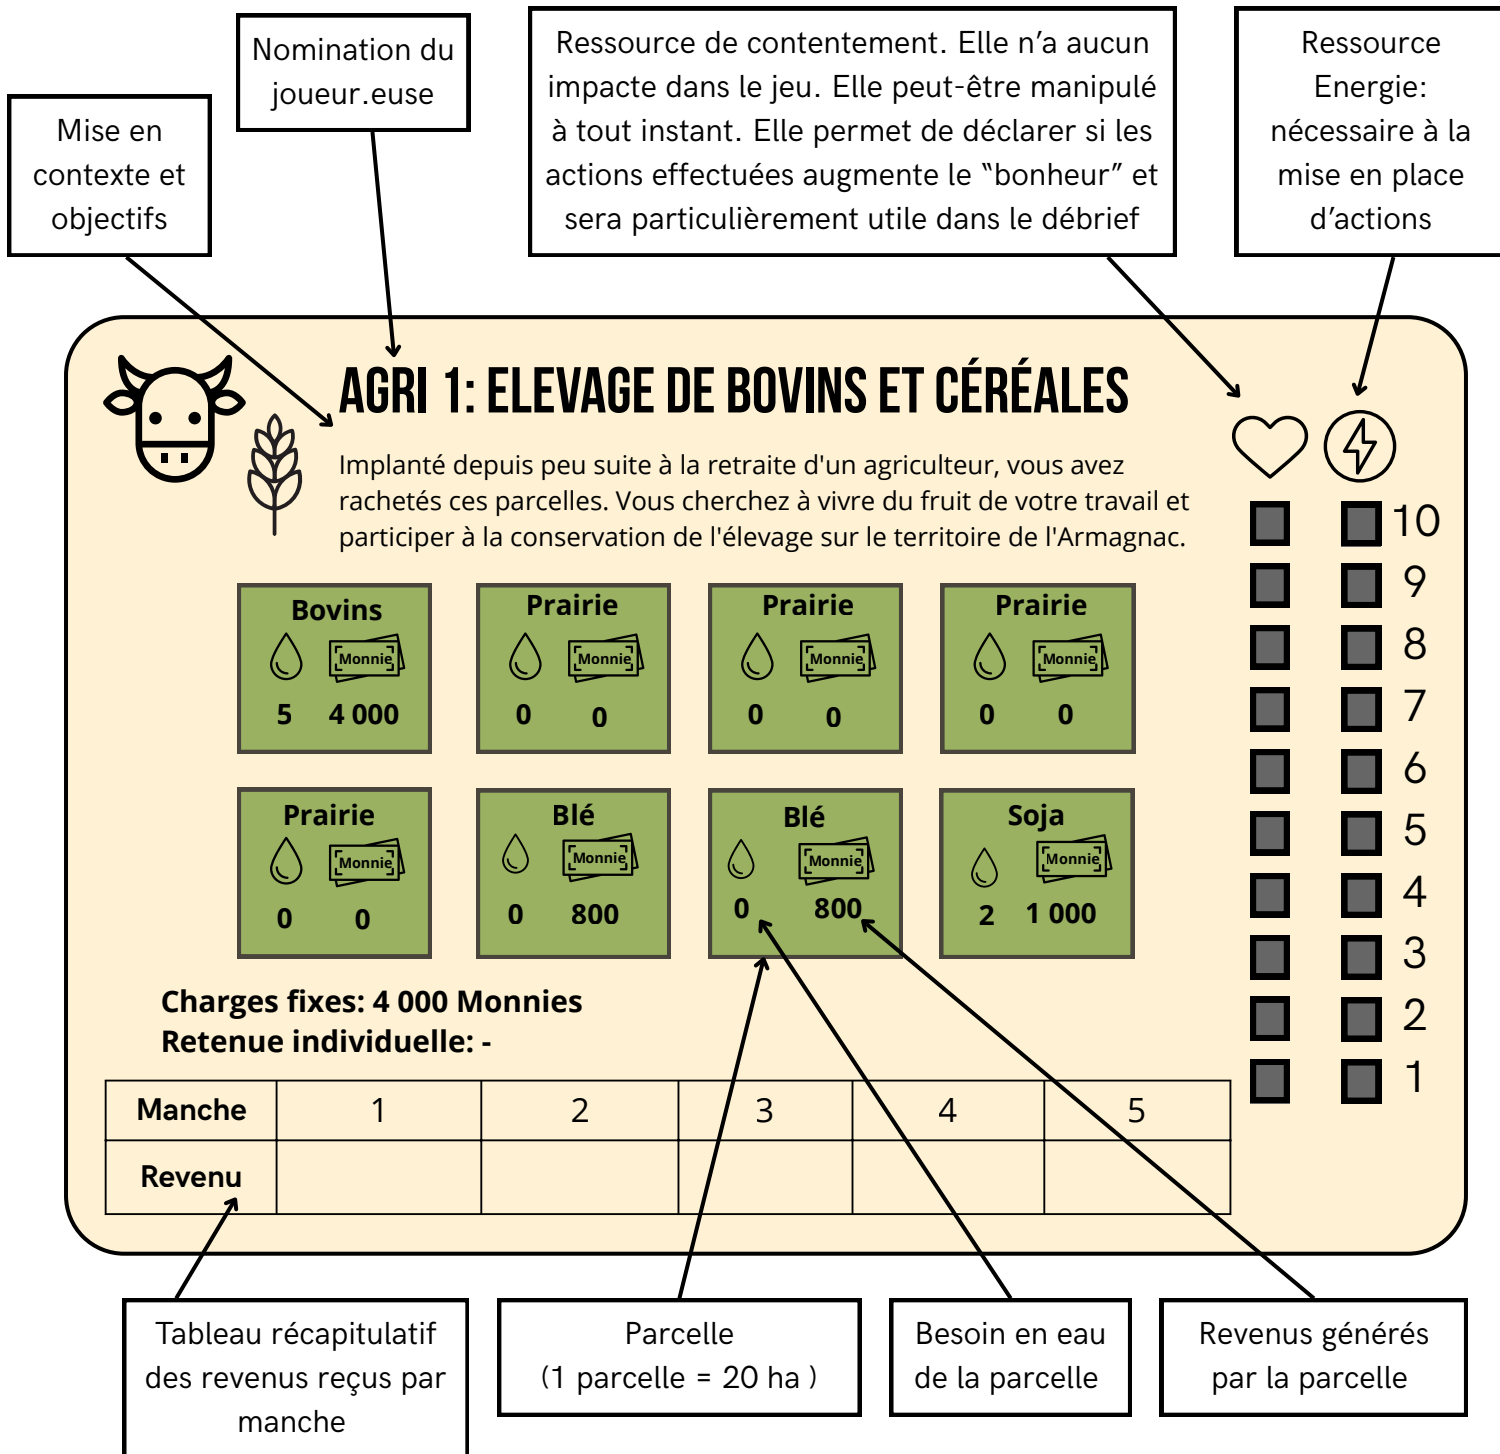 Nomination du
joueur.euse
Ressource de contentement. Elle n’a aucun
impacte dans le jeu. Elle peut-être manipulé
à tout instant. Elle permet de déclarer si les
actions effectuées augmente le “bonheur” et
sera particulièrement utile dans le débrief
Ressource
Energie:
nécessaire à la
mise en place
d’actions
Mise en
contexte et
objectifs
AGRI 1: ELEVAGE DE BOVINS ET CÉRÉALES
Implanté depuis peu suite à la retraite d'un agriculteur, vous avez
rachetés ces parcelles. Vous cherchez à vivre du fruit de votre travail et
participer à la conservation de l'élevage sur le territoire de l'Armagnac.
10
9
8
7
6
5
4
3
2
1
Bovins
Monnie
5 4 000
Prairie
Monnie
0 0
Prairie
Monnie
0 0
Prairie
Monnie
0 0
Prairie
Monnie
0 0
Blé
Monnie
0 800
Blé
Monnie
0 800
Soja
Monnie
2 1 000
Charges fixes: 4 000 Monnies
Retenue individuelle: -
Manche 1 2 3 4 5
Revenu
Tableau récapitulatif
des revenus reçus par
manche
Parcelle
(1 parcelle = 20 ha )
Besoin en eau
de la parcelle
Revenus générés
par la parcelle